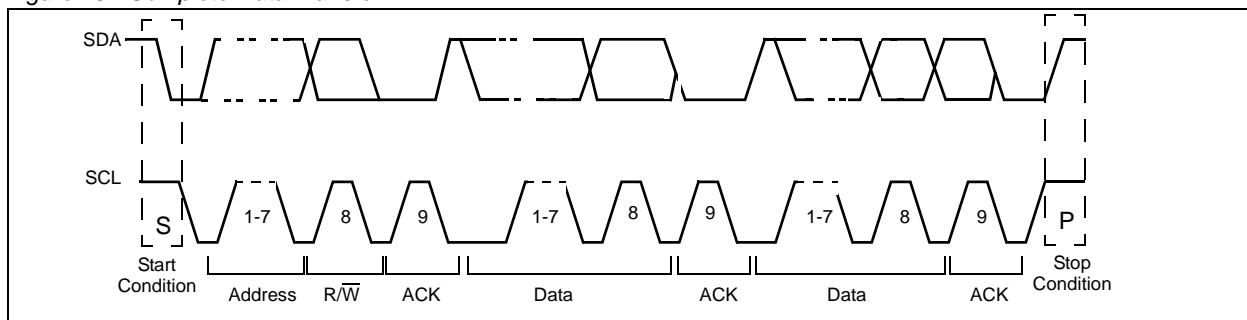 SDA
SCL
S
1-7
8
9
1-7
8
9
1-7
8
9
P
Start
Condition
Address
R/W̅
ACK
Data
ACK
Data
ACK
Stop
Condition